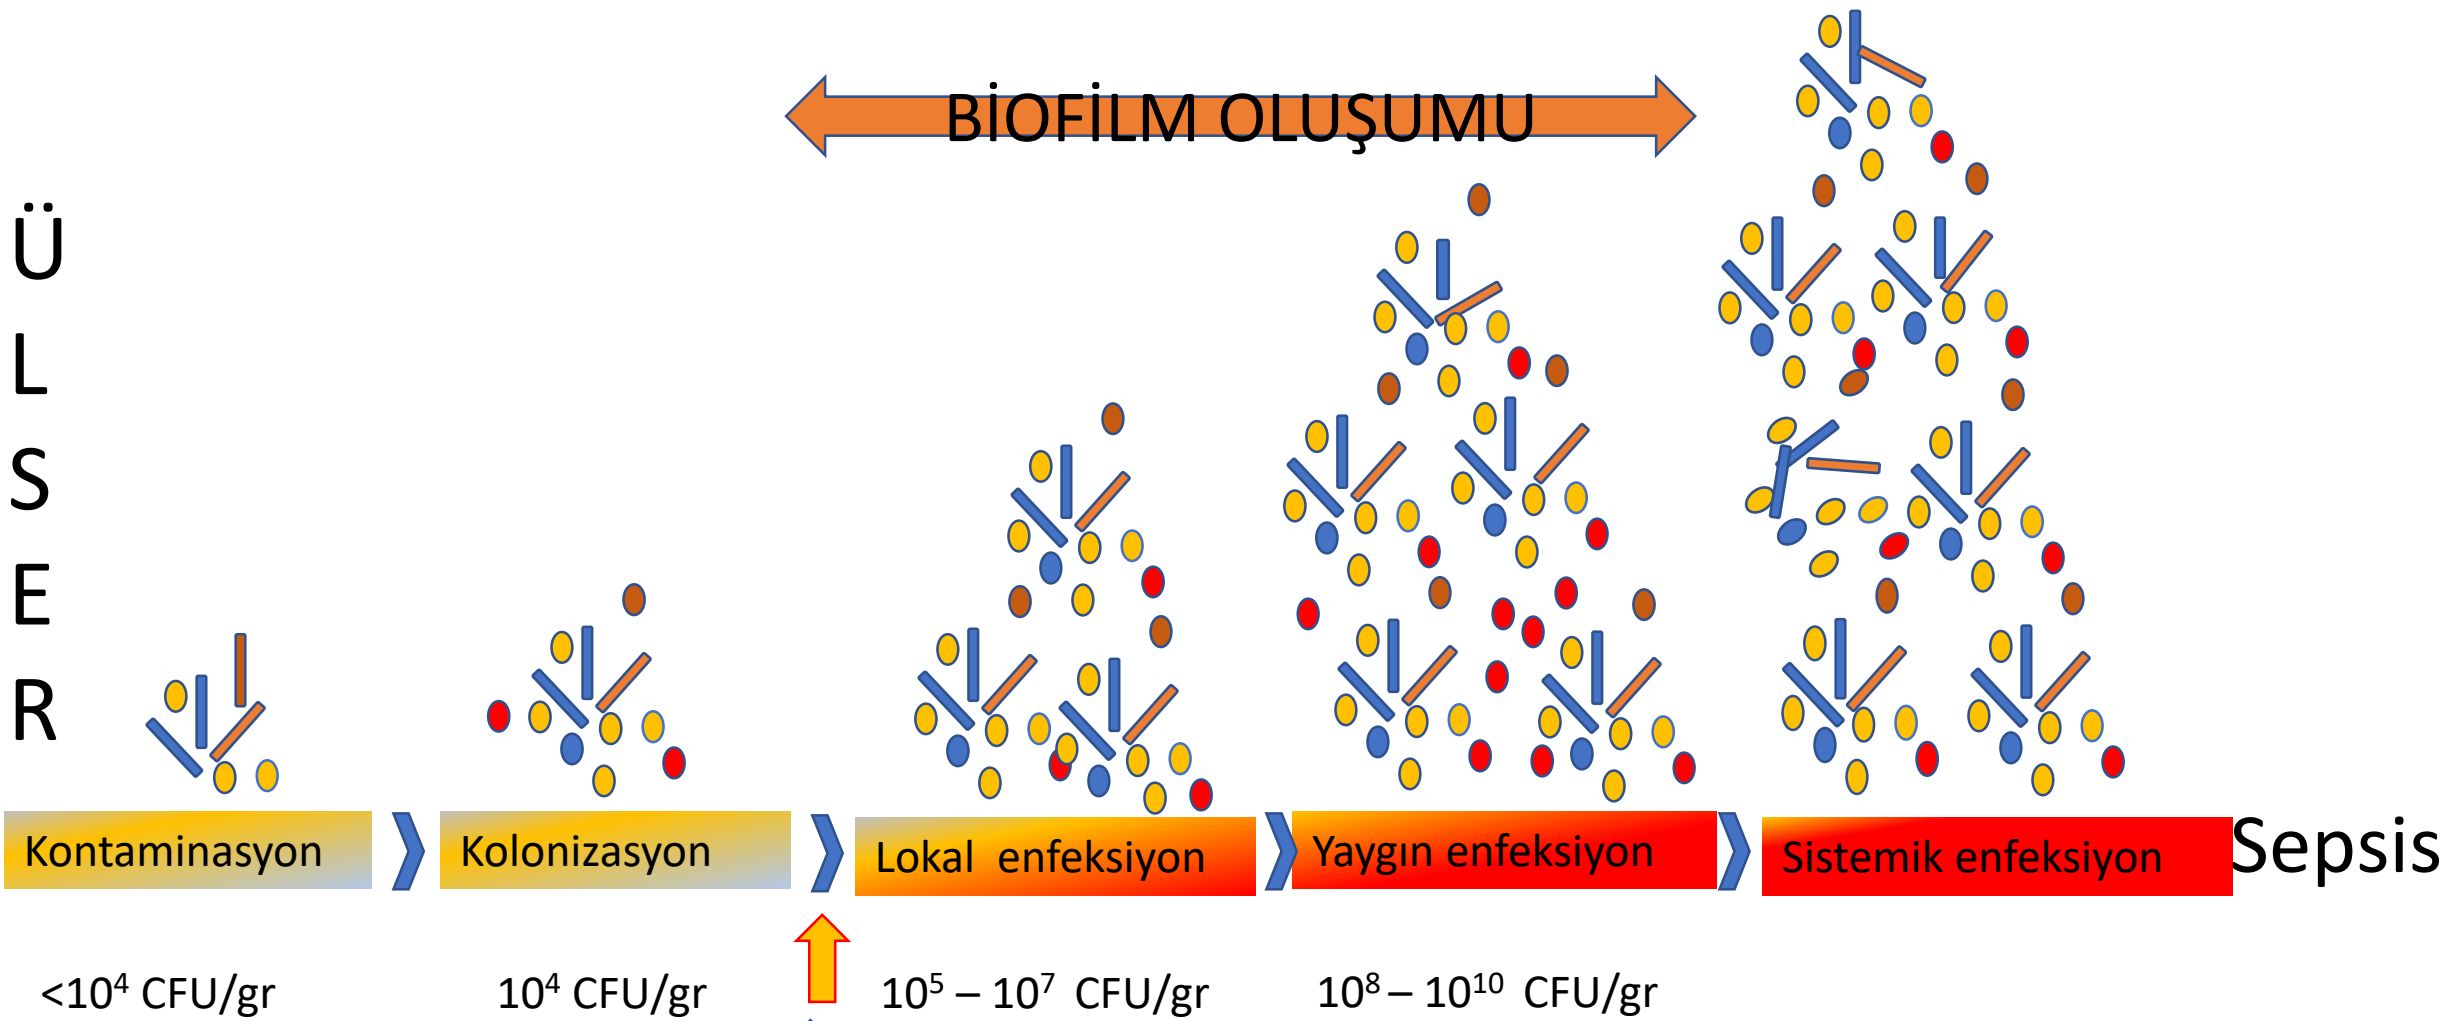 BİOFİLM OLUŞUMU
Ü
L
S
E
R
Kontaminasyon
Kolonizasyon
Lokal enfeksiyon
Yaygın enfeksiyon
Sistemik enfeksiyon
Sepsis
<10⁴ CFU/gr
10⁴ CFU/gr
10⁵ – 10⁷ CFU/gr
10⁸ – 10¹⁰ CFU/gr